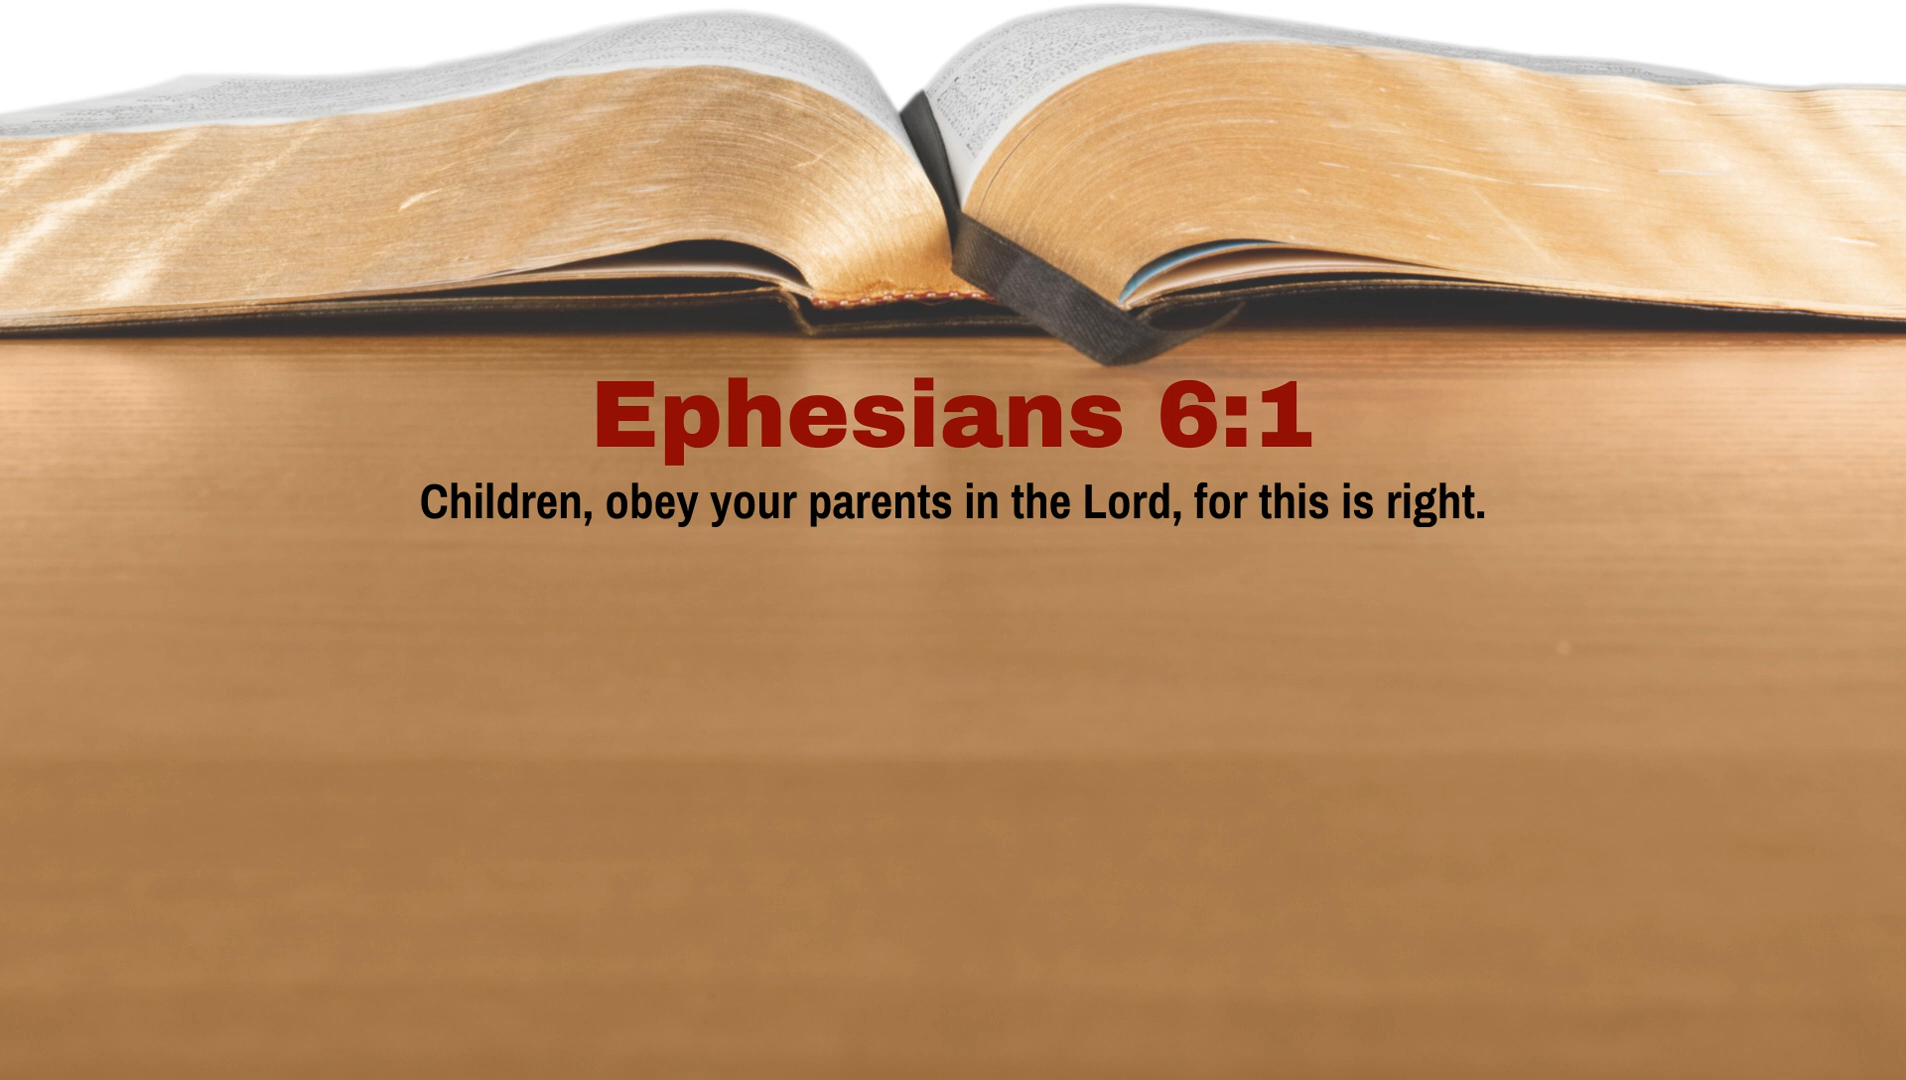 Ephesians 6:1
Children, obey your parents in the Lord, for this is right.